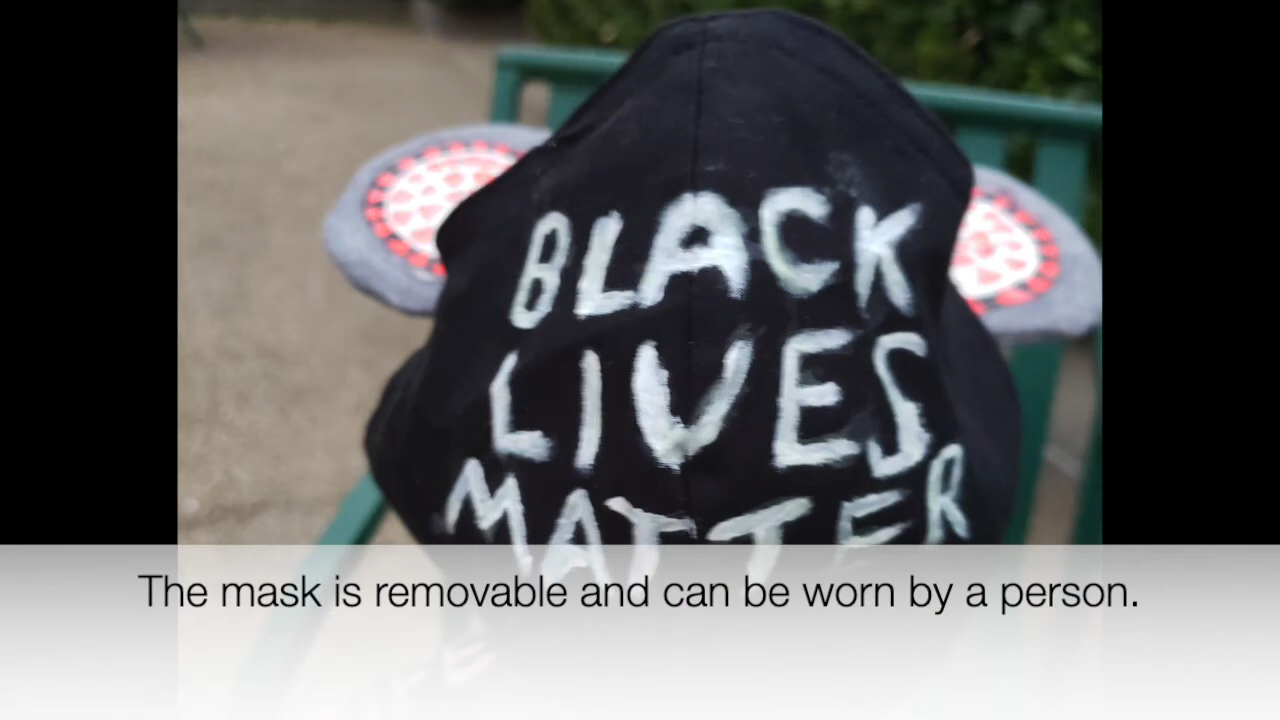 BLACK
LIVES
MATTER
The mask is removable and can be worn by a person.